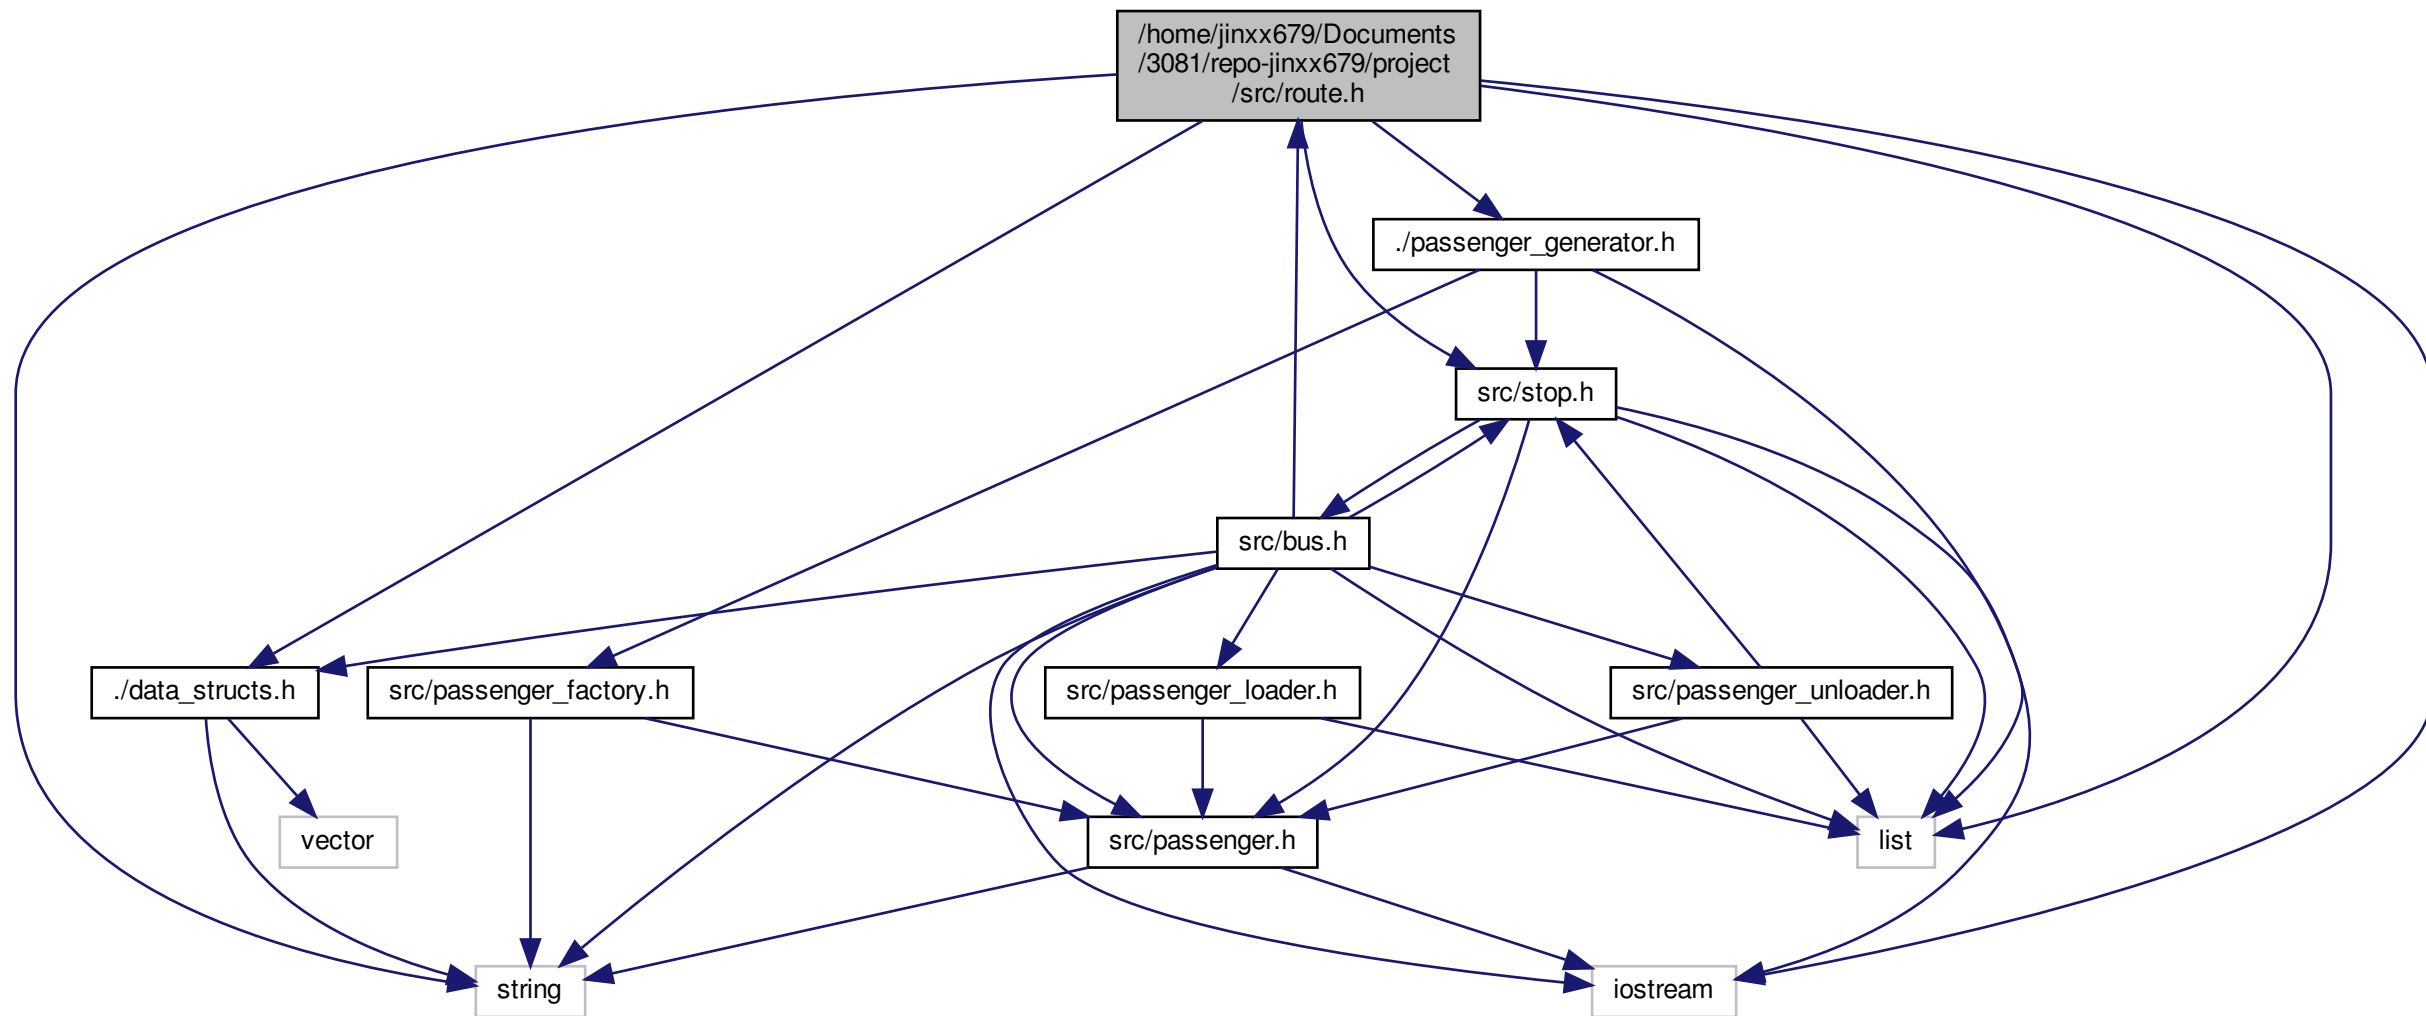 /home/jinxx679/Documents
/3081/repo-jinxx679/project
/src/route.h
./passenger_generator.h
src/stop.h
src/bus.h
./data_structs.h
src/passenger_factory.h
src/passenger_loader.h
src/passenger_unloader.h
vector
src/passenger.h
list
string
iostream